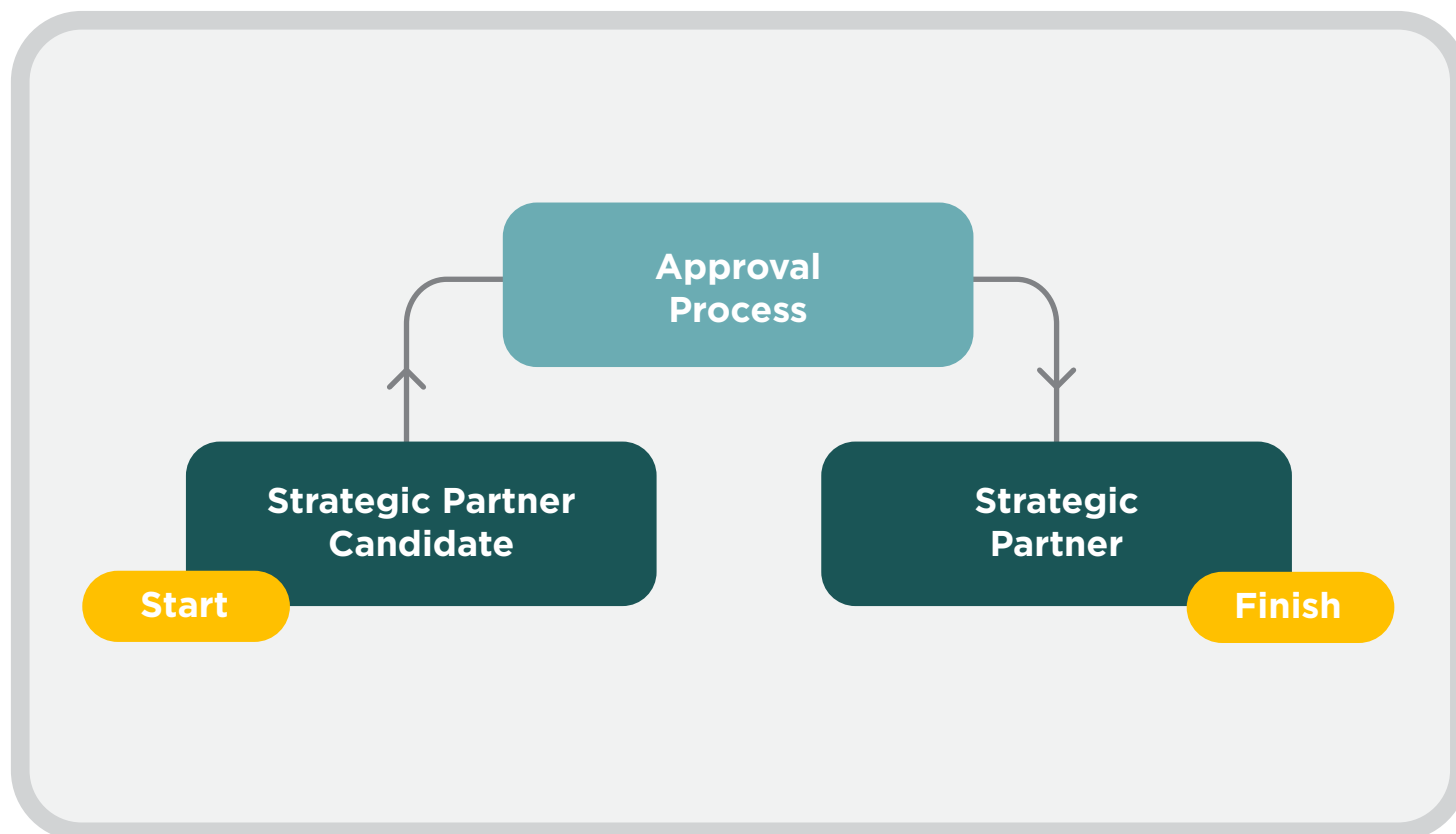 Approval
Process
Strategic Partner
Candidate
Start
Strategic
Partner
Finish